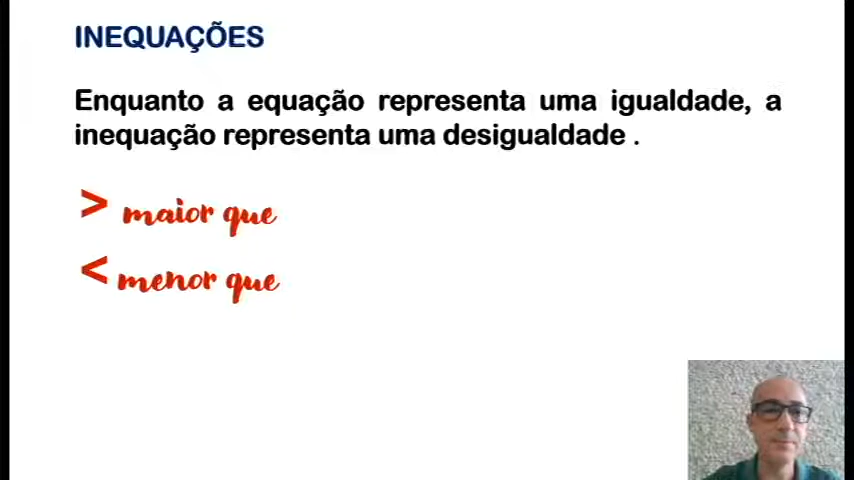 INEQUAÇÕES
Enquanto a equação representa uma igualdade, a
inequação representa uma desigualdade .
> maior que
< menor que